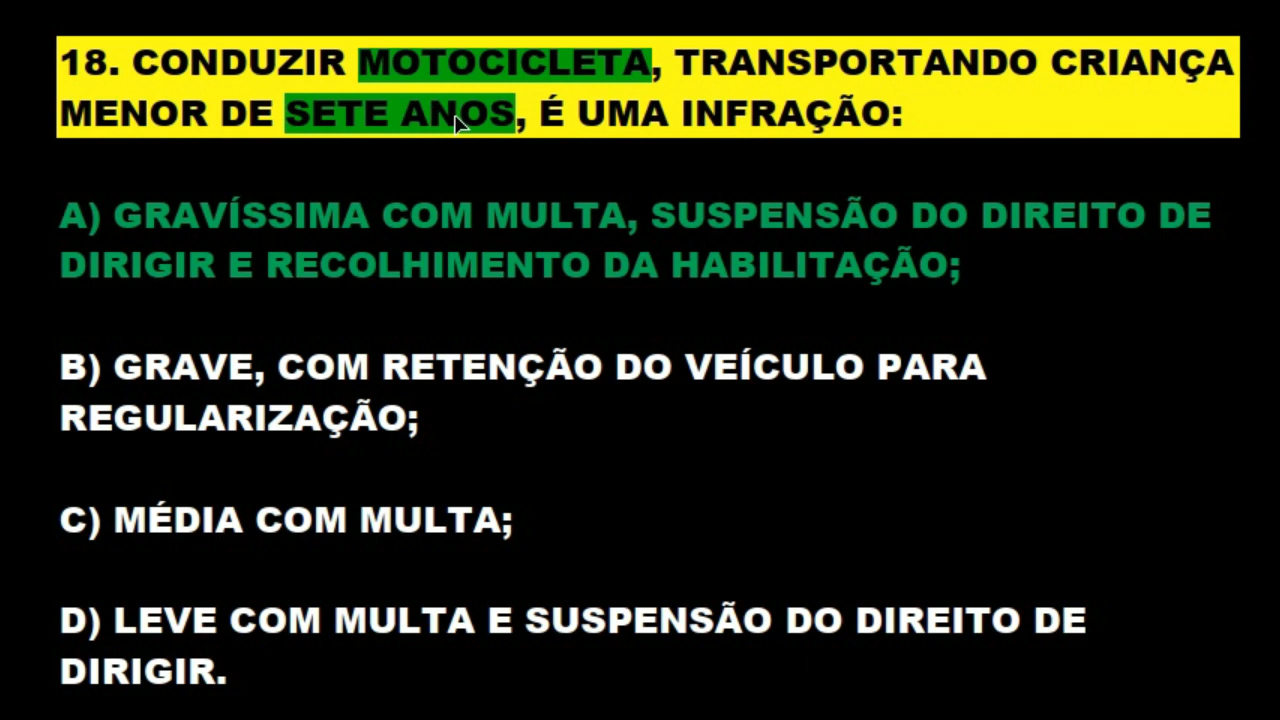 18. CONDUZIR MOTOCICLETA, TRANSPORTANDO CRIANÇA
MENOR DE SETE ANOS, É UMA INFRAÇÃO:
A) GRAVÍSSIMA COM MULTA, SUSPENSÃO DO DIREITO DE
DIRIGIR E RECOLHIMENTO DA HABILITAÇÃO;
B) GRAVE, COM RETENÇÃO DO VEÍCULO PARA
REGULARIZAÇÃO;
C) MÉDIA COM MULTA;
D) LEVE COM MULTA E SUSPENSÃO DO DIREITO DE
DIRIGIR.